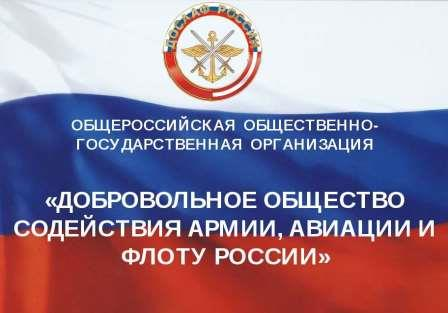 ДОСААФ РОССИИ
ОБЩЕРОССИЙСКАЯ ОБЩЕСТВЕННО-
ГОСУДАРСТВЕННАЯ ОРГАНИЗАЦИЯ
«ДОБРОВОЛЬНОЕ ОБЩЕСТВО
СОДЕЙСТВИЯ АРМИИ, АВИАЦИИ И
ФЛОТУ РОССИИ»